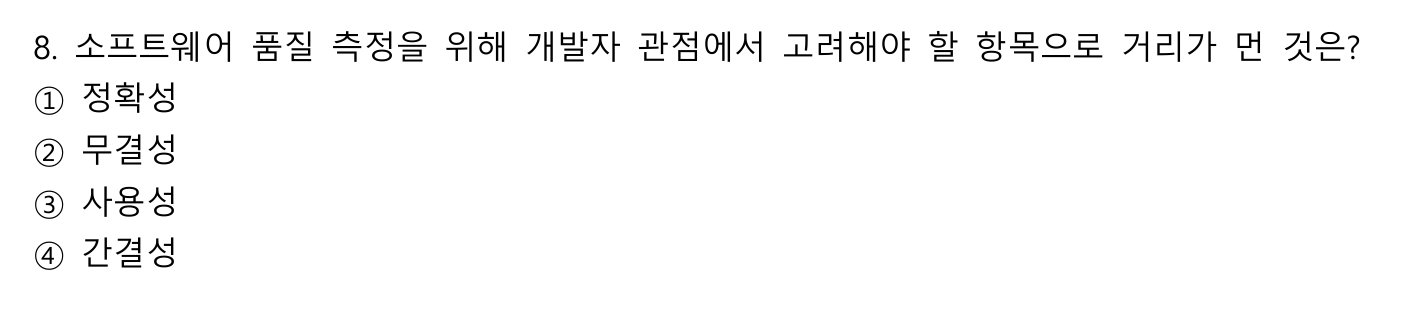 8. 소프트웨어 품질 측정을 위해 개발자 관점에서 고려해야 할 항목으로 거리가 먼 것은?
① 정확성
② 무결성
③ 사용성
④ 간결성